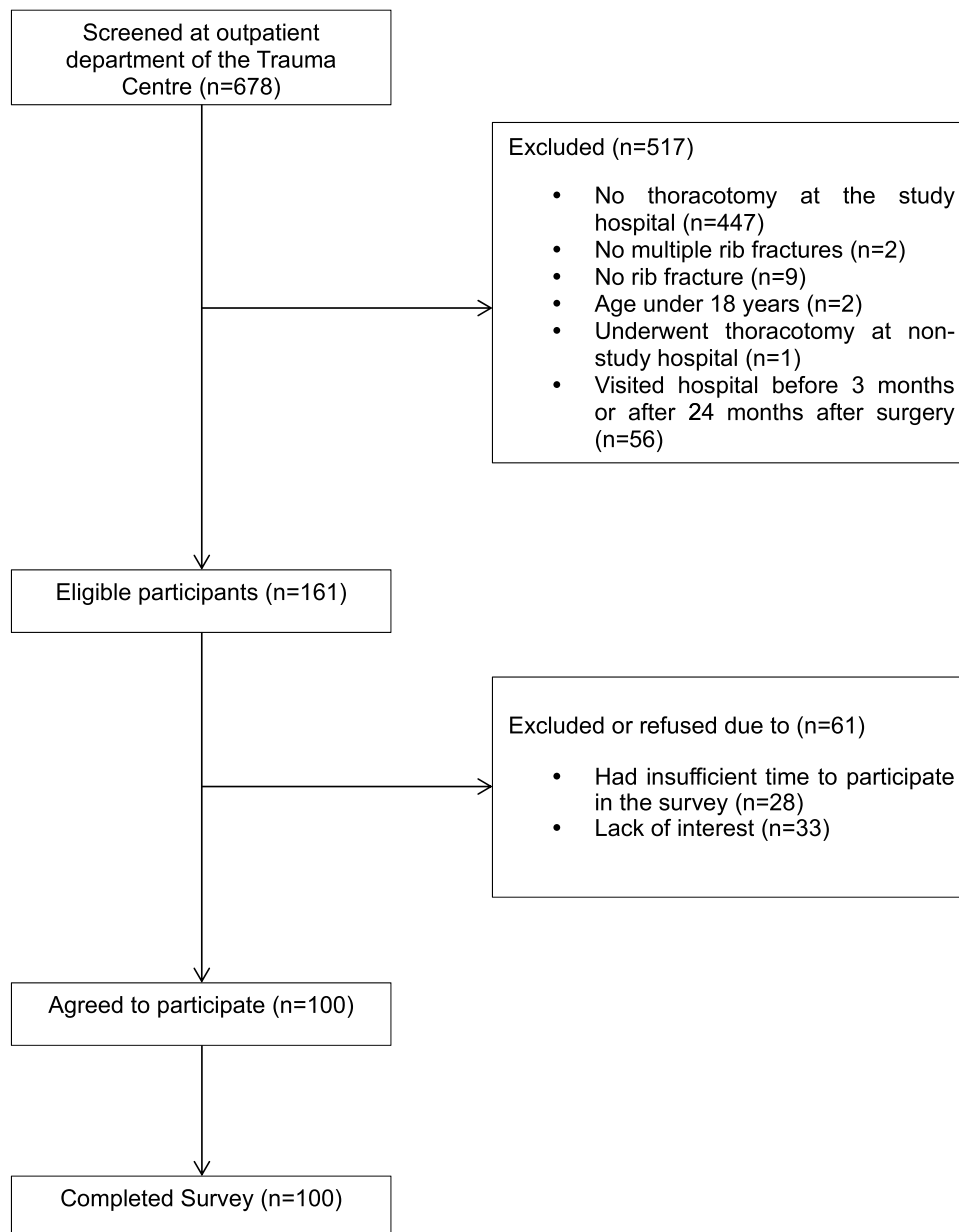 Screened at outpatient
department of the Trauma
Centre (n=678)
Excluded (n=517)
• No thoracotomy at the study
hospital (n=447)
• No multiple rib fractures (n=2)
• No rib fracture (n=9)
• Age under 18 years (n=2)
• Underwent thoracotomy at non-
study hospital (n=1)
• Visited hospital before 3 months
or after 24 months after surgery
(n=56)
Eligible participants (n=161)
Excluded or refused due to (n=61)
• Had insufficient time to participate
in the survey (n=28)
• Lack of interest (n=33)
Agreed to participate (n=100)
Completed Survey (n=100)